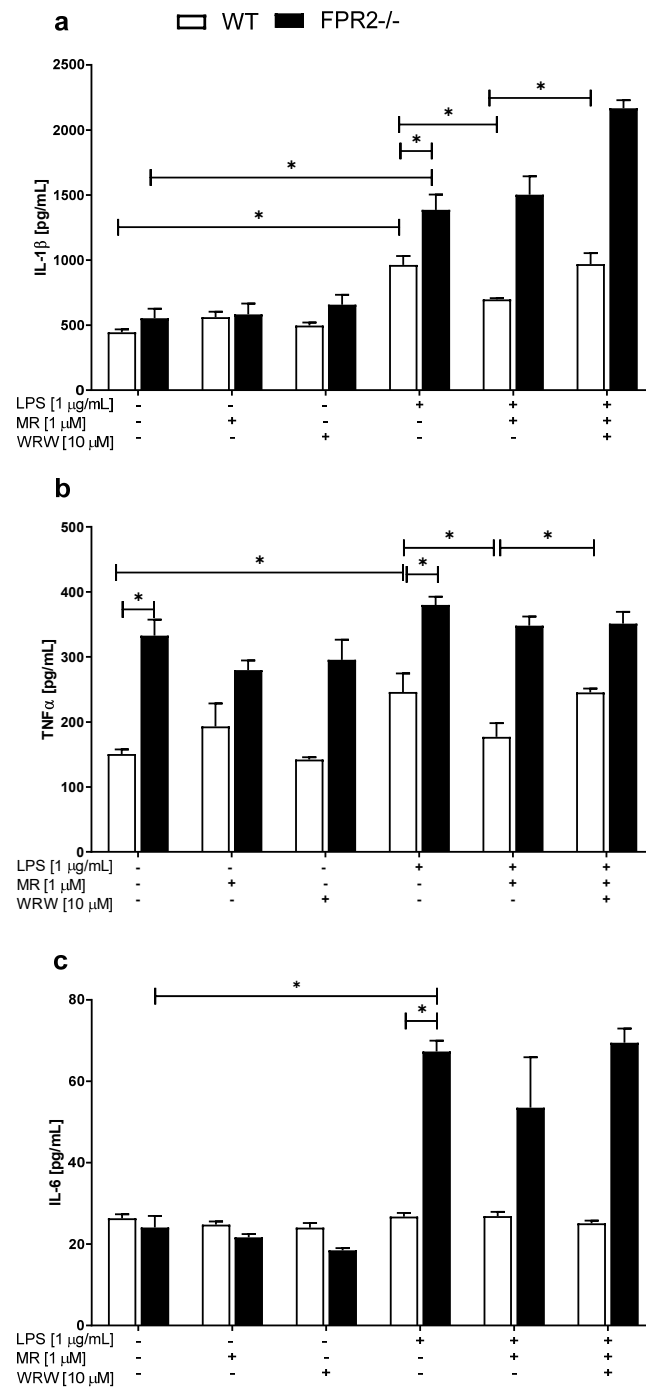 a
WT FPR2-/-
2500
2000
1500
1000
500
0
IL-1β [pg/mL]
* * * * *
LPS [1 µg/mL] - - - + + +
MR [1 µM] - + - - + +
WRW [10 µM] - - + - - +
b
500
400
300
200
100
0
TNFα [pg/mL]
* * * * *
LPS [1 µg/mL] - - - + + +
MR [1 µM] - + - - + +
WRW [10 µM] - - + - - +
c
80
60
40
20
0
IL-6 [pg/mL]
* *
LPS [1 µg/mL] - - - + + +
MR [1 µM] - + - - + +
WRW [10 µM] - - + - - +